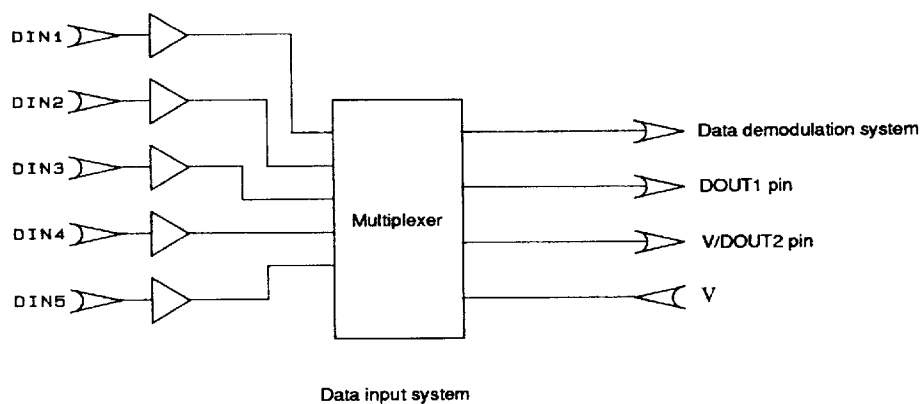 DIN1
DIN2
DIN3
DIN4
DIN5
Multiplexer
Data demodulation system
DOUT1 pin
V/DOUT2 pin
V
Data input system